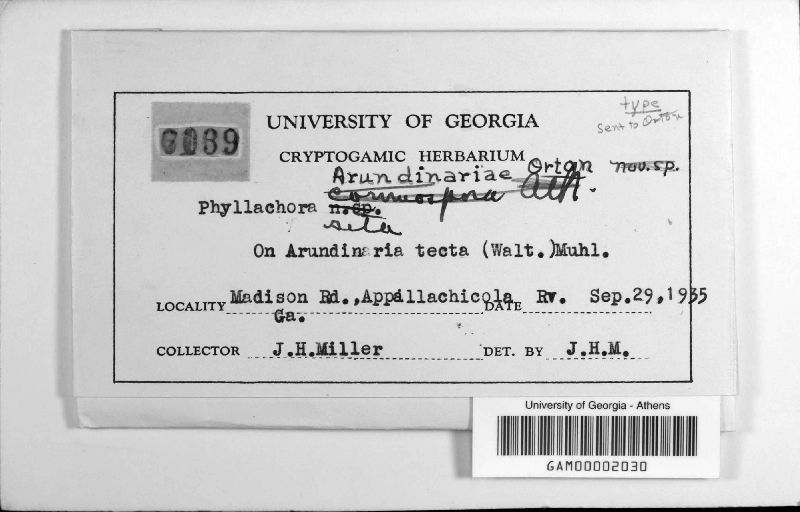 type
Sent to Orton
7039
UNIVERSITY OF GEORGIA
CRYPTOGAMIC HERBARIUM
Arundinariae Orton nov.sp.
Phyllachora n.sp.
On Arundinaria tecta (Walt.)Muhl.
LOCALITY Madison Rd.,Appallachicola DATE Rv. Sep.29,1935
Ga.
COLLECTOR J.H.Miller DET. BY J.H.M.
University of Georgia - Athens
GAM00002030